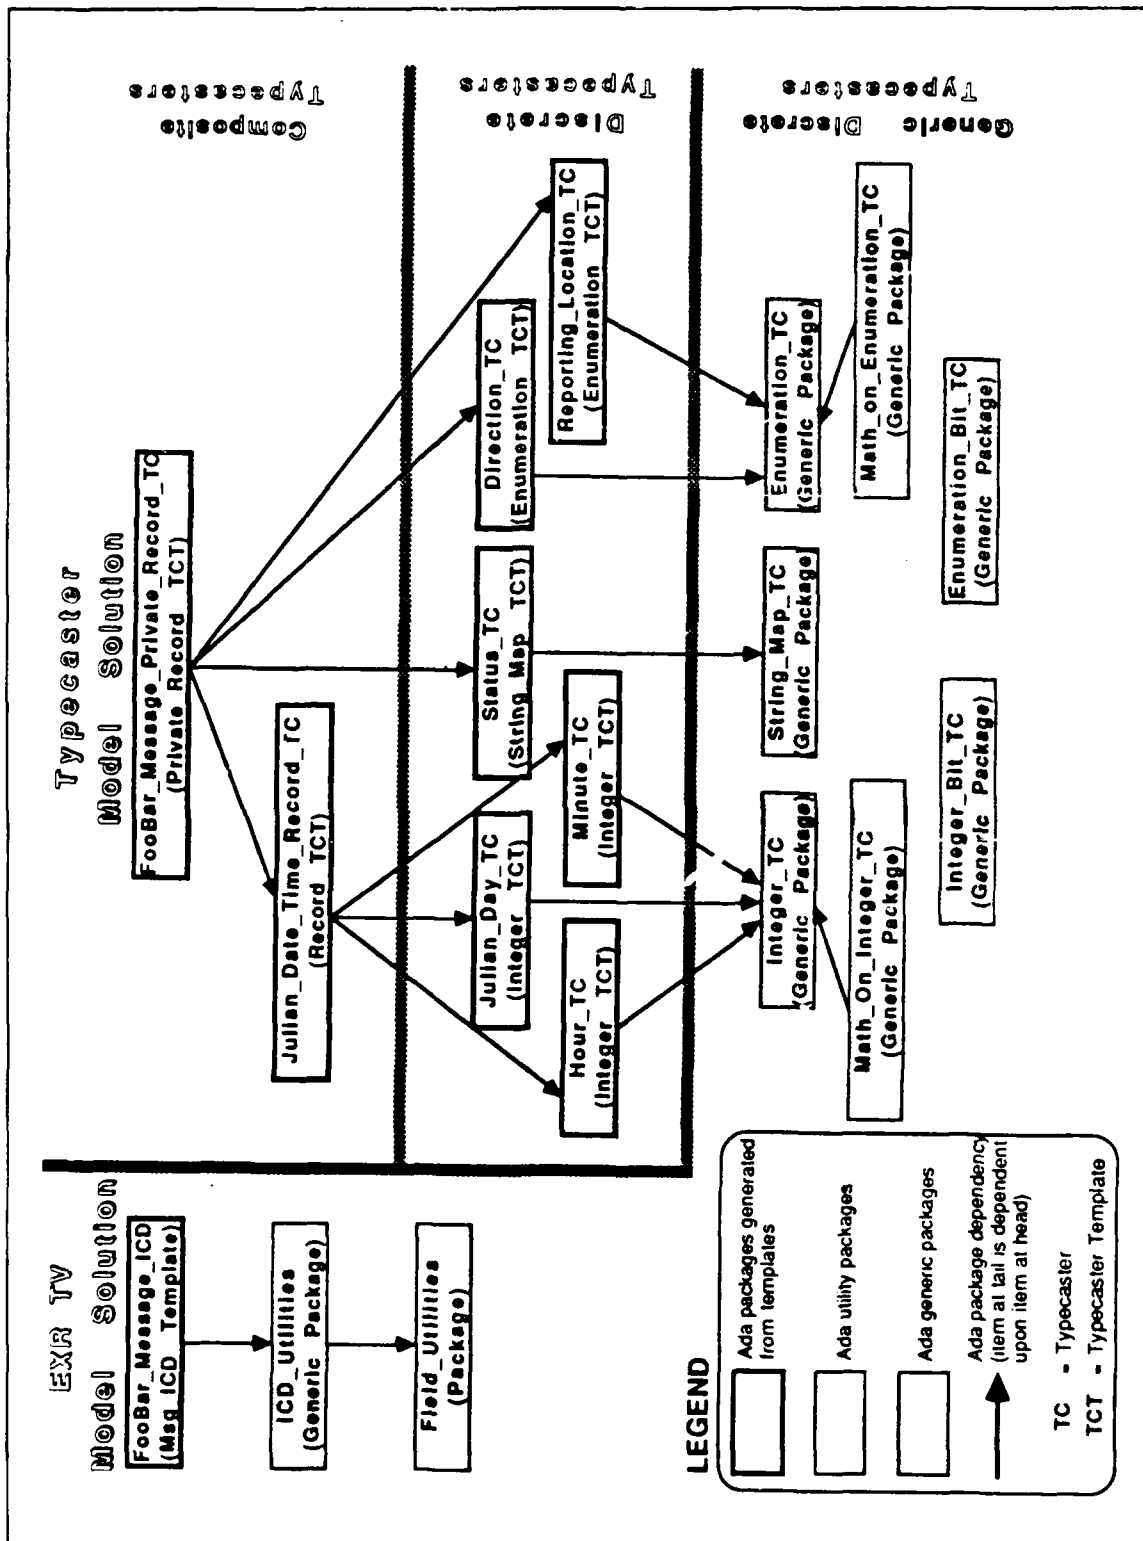 EXR TV
Model Solution
FooBar_Message_ICD
(Msg_ICD Template)
ICD_Utilities
(Generic Package)
Field_Utilities
(Package)
Typecaster
Model Solution
FooBar_Message_Private_Record_TC
(Private Record TCT)
Julian_Date_Time_Record_TC
(Record TCT)
Composite
Typecasters
Julian_Day_TC
(Integer TCT)
Status_TC
(String Map TCT)
Direction_TC
(Enumeration TCT)
Hour_TC
(Integer TCT)
Minute_TC
(Integer TCT)
Reporting_Location_TC
(Enumeration TCT)
Discrete
Typecasters
Integer_TC
(Generic Package)
String_Map_TC
(Generic Package)
Enumeration_TC
(Generic Package)
Math_On_Integer_TC
(Generic Package)
Math_on_Enumeration_TC
(Generic Package)
Integer_Bit_TC
(Generic Package)
Enumeration_Bit_TC
(Generic Package)
Generic Discrete
Typecasters
LEGEND
Ada packages generated
from templates
Ada utility packages
Ada generic packages
Ada package dependency
(item at tail is dependent
upon item at head)
TC - Typecaster
TCT - Typecaster Template